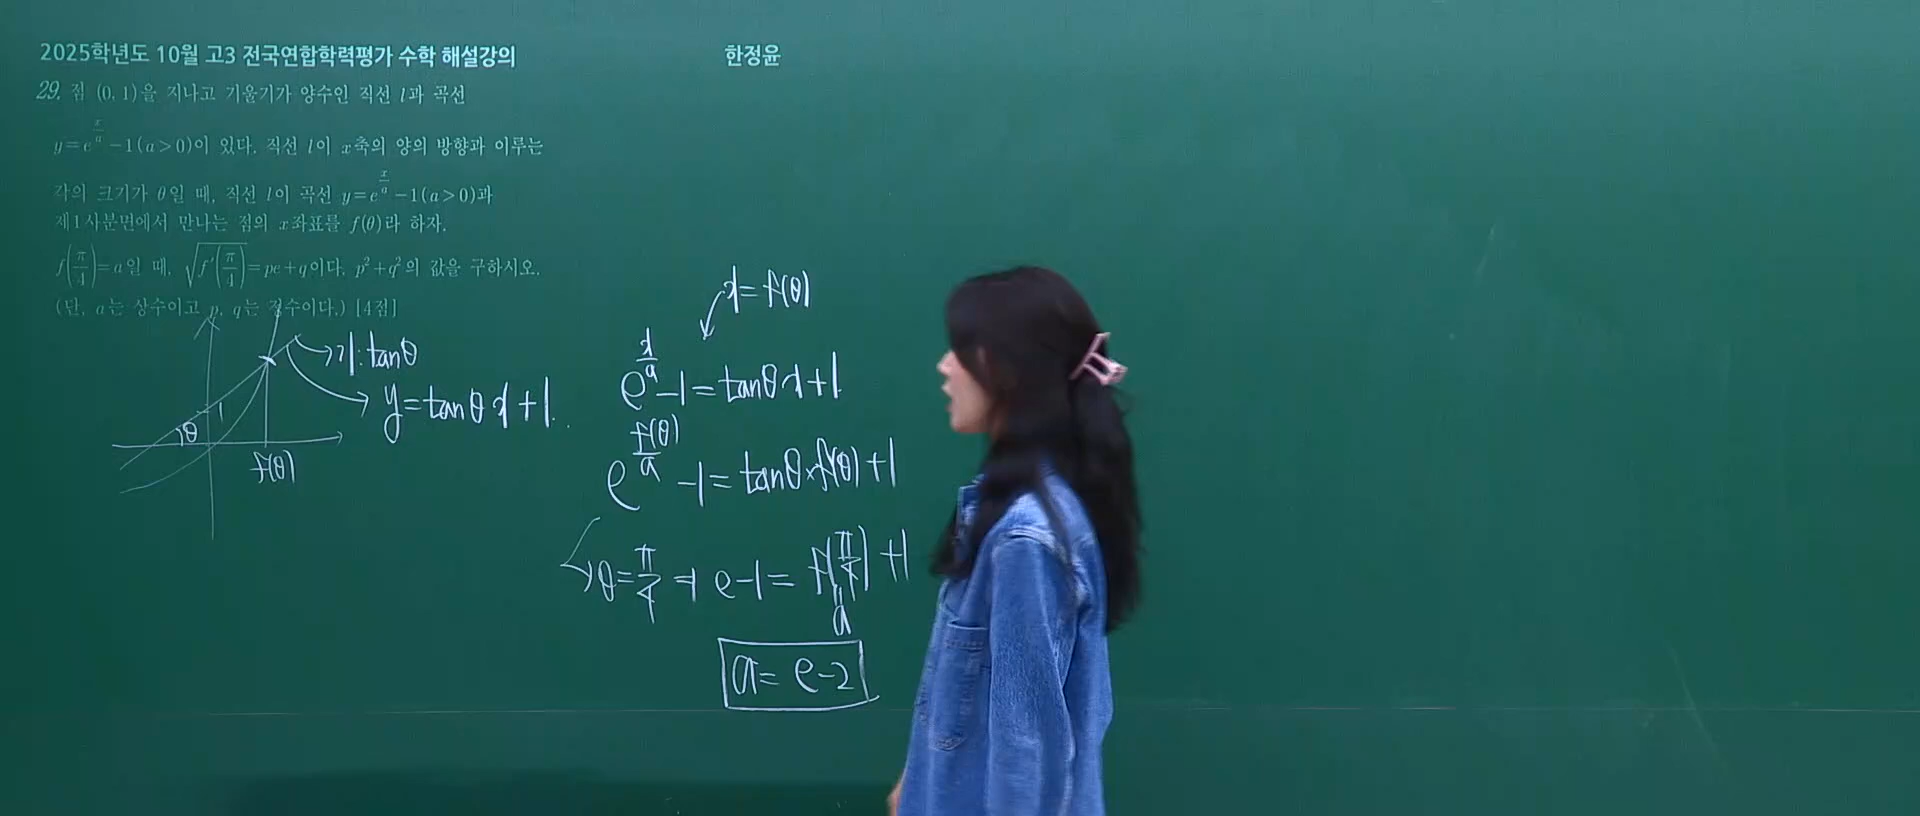 2025학년도 10월 고3 전국연합학력평가 수학 해설강의 한정윤
29. 점 (0, 1)을 지나고 기울기가 양수인 직선 l과 곡선
y=e^{x/a}-1(a>0)이 있다. 직선 l이 x축의 양의 방향과 이루는
각의 크기가 θ일 때, 직선 l이 곡선 y=e^{x/a}-1(a>0)과
제1사분면에서 만나는 점의 x좌표를 f(θ)라 하자.
f(π/4)=a일 때, √f'(π/4)=pe+q이다. p²+q²의 값을 구하시오.
(단, a는 상수이고 p, q는 정수이다.) [4점]
기:tanθ
y=tanθ x+1
θ
1
f(θ)
x=f(θ)
e^{x/a}-1=tanθ x+1
e^{f(θ)/a}-1=tanθ×f(θ)+1
θ=π/4 → e-1=f(π/4)+1
a
a=e-2